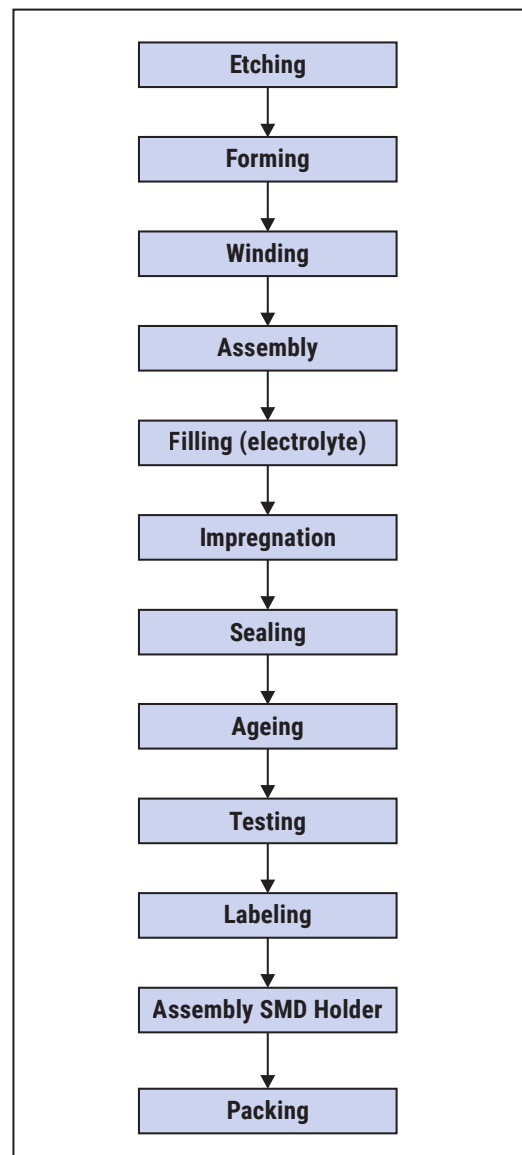 Etching
Forming
Winding
Assembly
Filling (electrolyte)
Impregnation
Sealing
Ageing
Testing
Labeling
Assembly SMD Holder
Packing